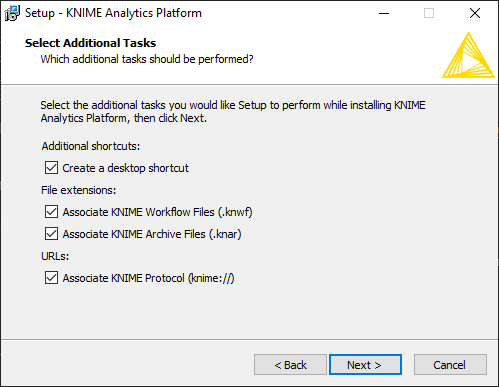 Setup - KNIME Analytics Platform
Select Additional Tasks
Which additional tasks should be performed?
Select the additional tasks you would like Setup to perform while installing KNIME
Analytics Platform, then click Next.
Additional shortcuts:
Create a desktop shortcut
File extensions:
Associate KNIME Workflow Files (.knwf)
Associate KNIME Archive Files (.knar)
URLs:
Associate KNIME Protocol (knime://)
< Back
Next >
Cancel